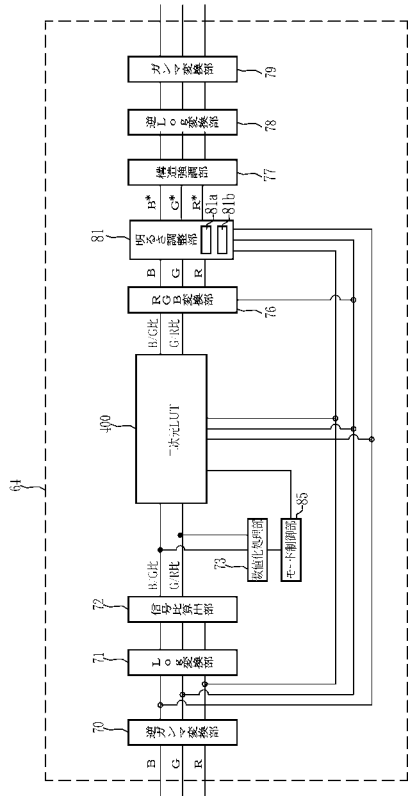 64
B
G
R
70
逆ガンマ変換部
71
Log変換部
72
信号比算出部
B/G比
G/R比
73
数値化処理部
85
モード制御部
400
二次元LUT
B/G比
G/R比
76
RGB変換部
B
G
R
81
明るさ調整部
81a
81b
B*
G*
R*
77
構造強調部
78
逆Log変換部
79
ガンマ変換部